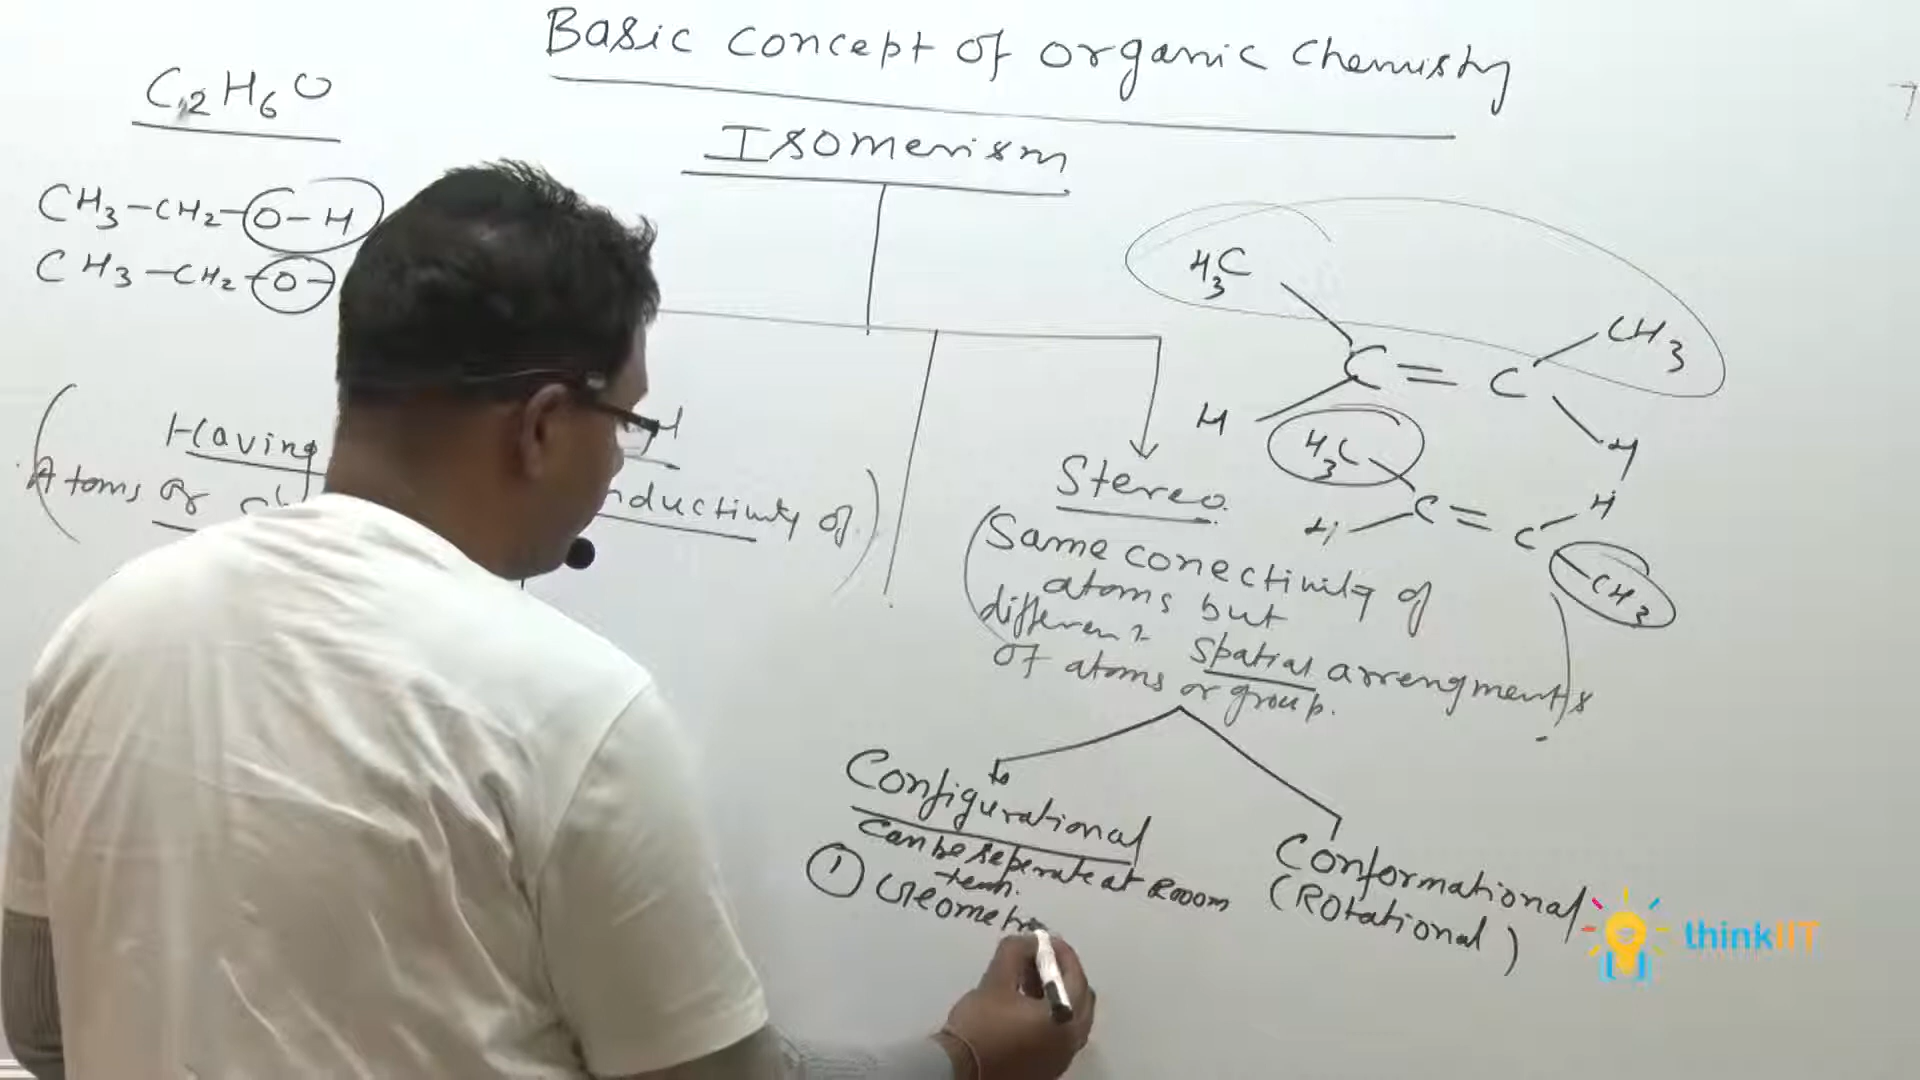 Basic concept of organic chemistry
C2H6O
Isomerism
CH3-CH2-O-H
CH3-CH2-O-
H3C
CH3
C=C
H
H
Having
Atoms or
nductivity of
Stereo.
(Same conectivity of
atoms but
different spatial arrengments
of atoms or group.
H3C
H
C=C
H
CH3
Configurational
can be seperate at Room
tem.
① Geomet
Conformational
(Rotational)
thinkIIT